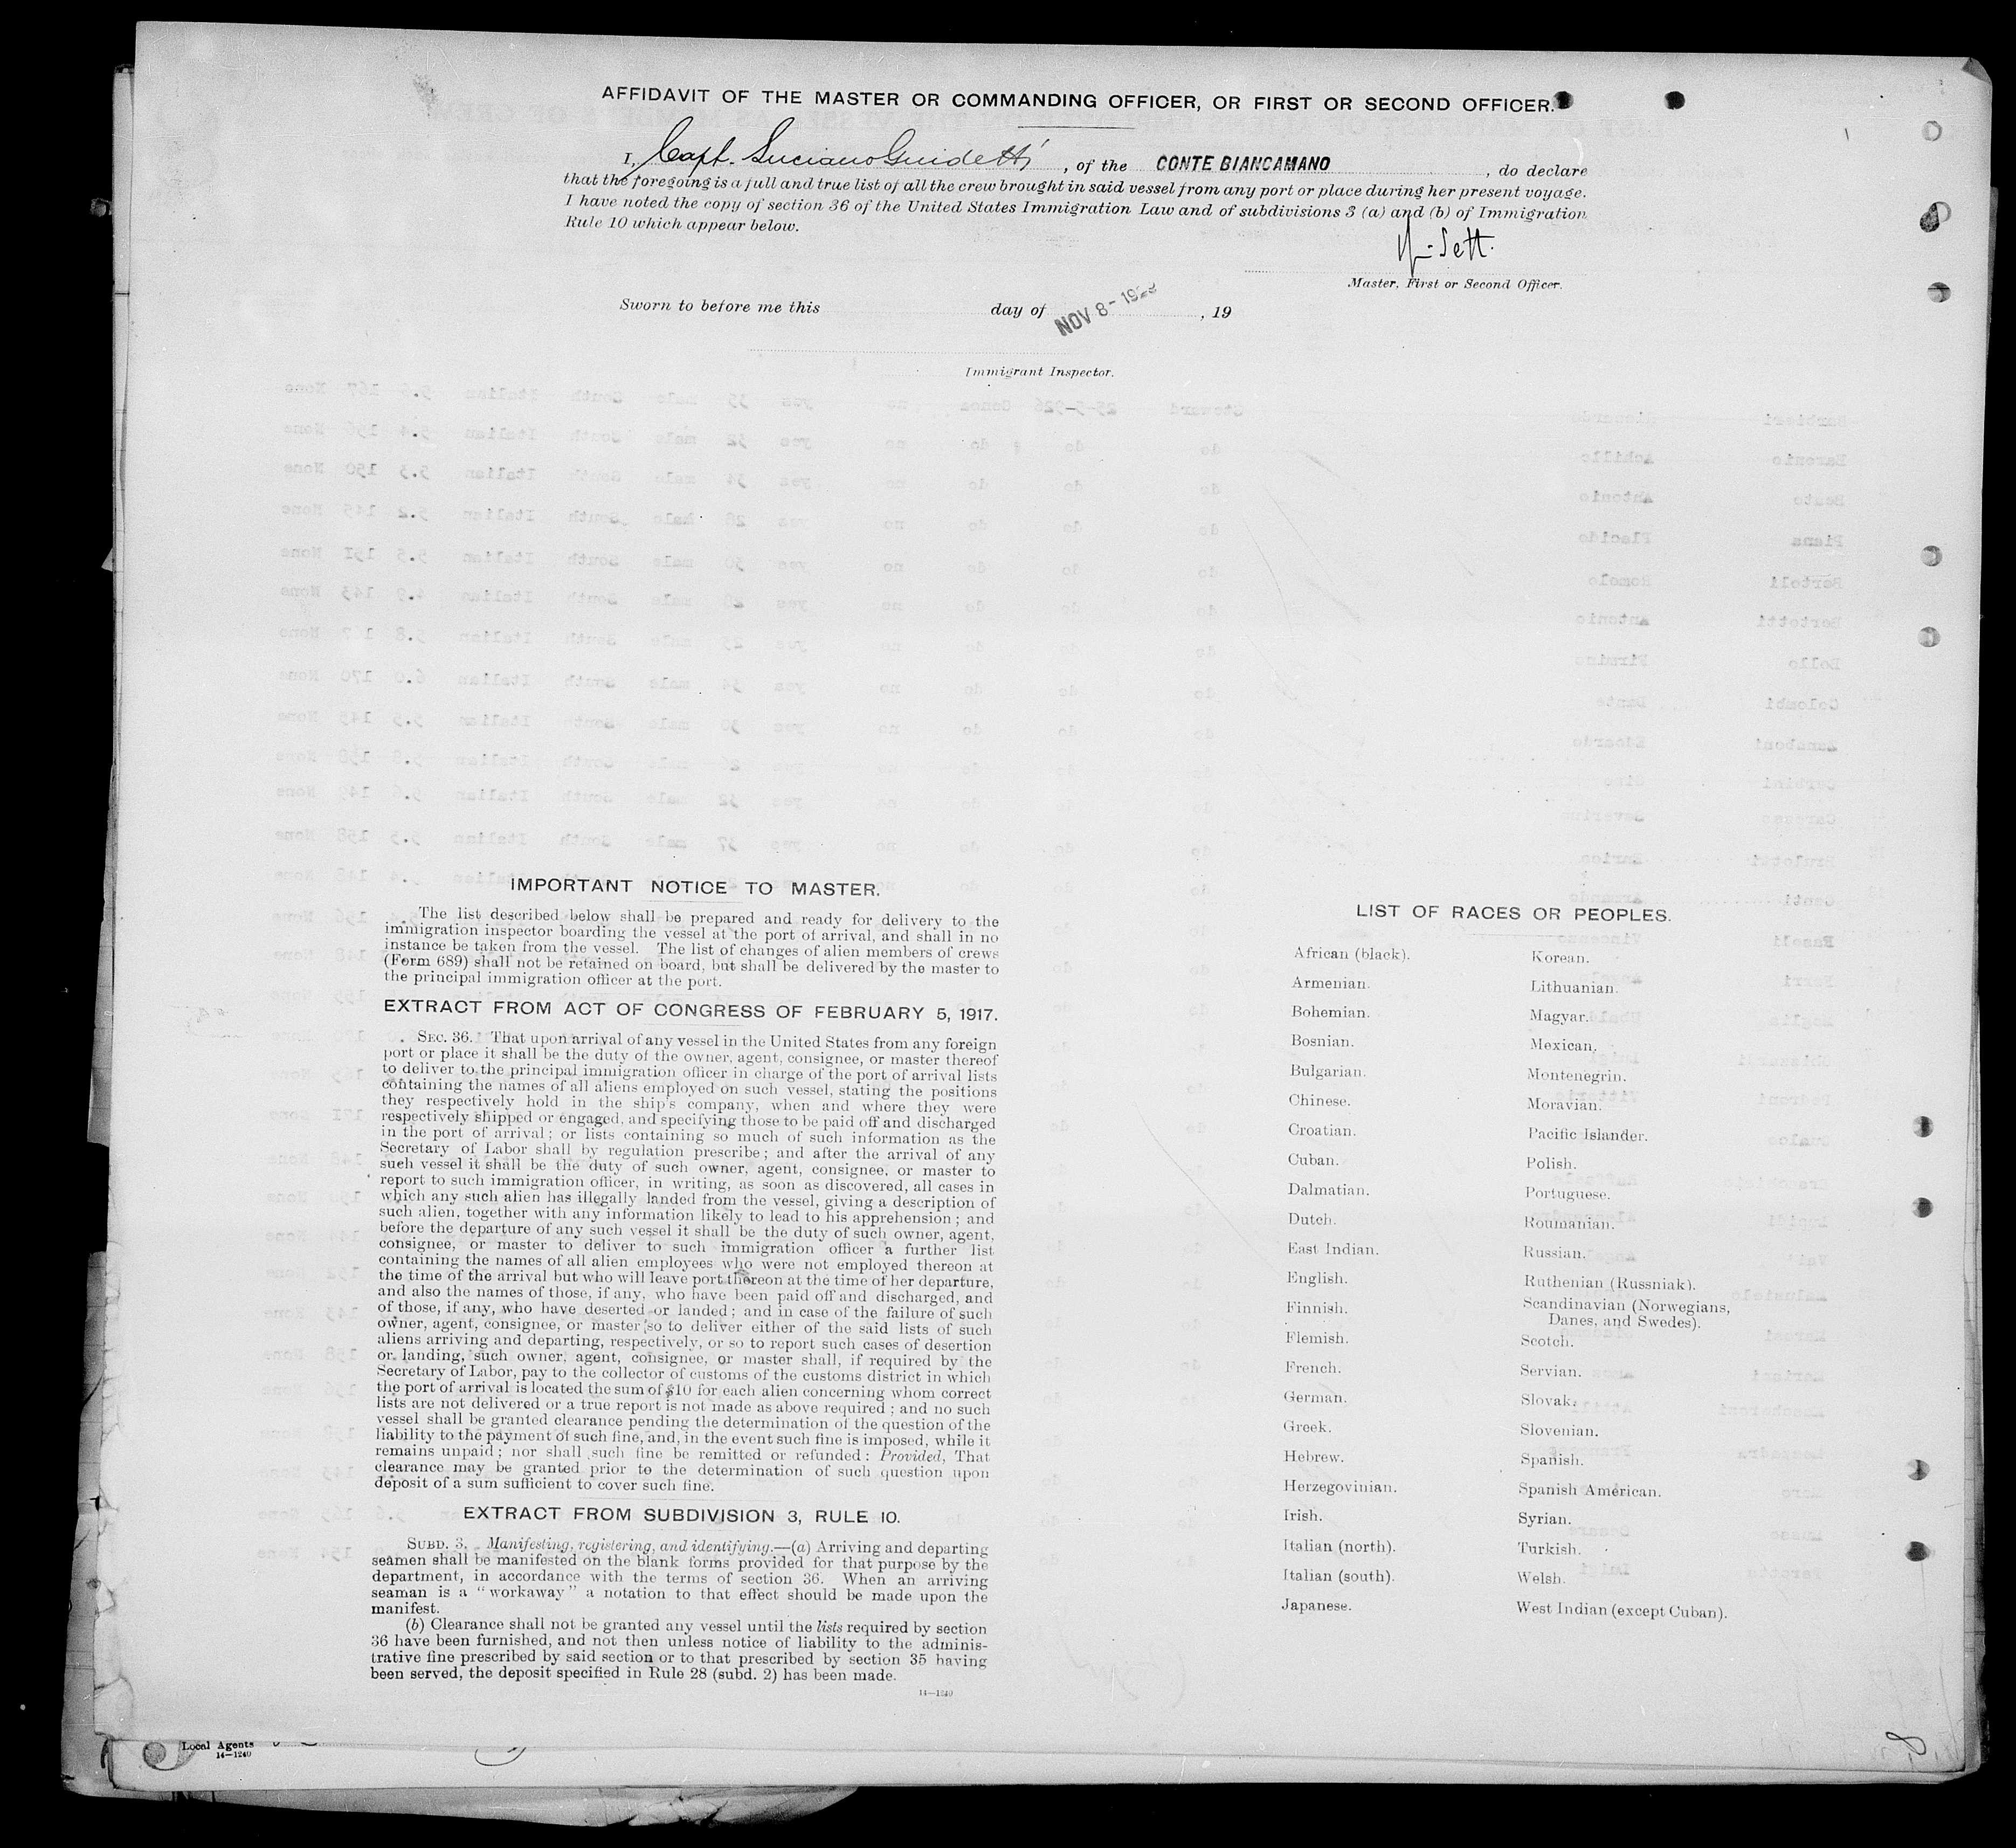 AFFIDAVIT OF THE MASTER OR COMMANDING OFFICER, OR FIRST OR SECOND OFFICER.
I, Capt. Luciano Guidetti, of the CONTE BIANCAMANO, do declare
that the foregoing is a full and true list of all the crew brought in said vessel from any port or place during her present voyage.
I have noted the copy of section 36 of the United States Immigration Law and of subdivisions 3 (a) and (b) of Immigration
Rule 10 which appear below.
Master, First or Second Officer.
Sworn to before me this day of NOV 8-, 19
Immigrant Inspector.
IMPORTANT NOTICE TO MASTER.
The list described below shall be prepared and ready for delivery to the
immigration inspector boarding the vessel at the port of arrival, and shall in no
instance be taken from the vessel. The list of changes of alien members of crews
(Form 689) shall not be retained on board, but shall be delivered by the master to
the principal immigration officer at the port.
EXTRACT FROM ACT OF CONGRESS OF FEBRUARY 5, 1917.
SEC. 36. That upon arrival of any vessel in the United States from any foreign
port or place it shall be the duty of the owner, agent, consignee, or master thereof
to deliver to the principal immigration officer in charge of the port of arrival lists
containing the names of all aliens employed on such vessel, stating the positions
they respectively hold in the ship's company, when and where they were
respectively shipped or engaged, and specifying those to be paid off and discharged
in the port of arrival; or lists containing so much of such information as the
Secretary of Labor shall by regulation prescribe; and after the arrival of any
such vessel it shall be the duty of such owner, agent, consignee, or master to
report to such immigration officer, in writing, as soon as discovered, all cases in
which any such alien has illegally landed from the vessel, giving a description of
such alien, together with any information likely to lead to his apprehension; and
before the departure of any such vessel it shall be the duty of such owner, agent,
consignee, or master to deliver to such immigration officer a further list
containing the names of all alien employees who were not employed thereon at
the time of the arrival but who will leave port thereon at the time of her departure,
and also the names of those, if any, who have been paid off and discharged, and
of those, if any, who have deserted or landed; and in case of the failure of such
owner, agent, consignee, or master so to deliver either of the said lists of such
aliens arriving and departing, respectively, or so to report such cases of desertion
or landing, such owner, agent, consignee, or master shall, if required by the
Secretary of Labor, pay to the collector of customs of the customs district in which
the port of arrival is located the sum of $10 for each alien concerning whom correct
lists are not delivered or a true report is not made as above required; and no such
vessel shall be granted clearance pending the determination of the question of the
liability to the payment of such fine, and, in the event such fine is imposed, while it
remains unpaid; nor shall such fine be remitted or refunded: Provided, That
clearance may be granted prior to the determination of such question upon
deposit of a sum sufficient to cover such fine.
EXTRACT FROM SUBDIVISION 3, RULE 10.
SUBD. 3. Manifesting, registering, and identifying.—(a) Arriving and departing
seamen shall be manifested on the blank forms provided for that purpose by the
department, in accordance with the terms of section 36. When an arriving
seaman is a "workaway" a notation to that effect should be made upon the
manifest.
(b) Clearance shall not be granted any vessel until the lists required by section
36 have been furnished, and not then unless notice of liability to the adminis-
trative fine prescribed by said section or to that prescribed by section 35 having
been served, the deposit specified in Rule 28 (subd. 2) has been made.
14—1240
LIST OF RACES OR PEOPLES.
African (black).
Armenian.
Bohemian.
Bosnian.
Bulgarian.
Chinese.
Croatian.
Cuban.
Dalmatian.
Dutch.
East Indian.
English.
Finnish.
Flemish.
French.
German.
Greek.
Hebrew.
Herzegovinian.
Irish.
Italian (north).
Italian (south).
Japanese.
Korean.
Lithuanian.
Magyar.
Mexican.
Montenegrin.
Moravian.
Pacific Islander.
Polish.
Portuguese.
Roumanian.
Russian.
Ruthenian (Russniak).
Scandinavian (Norwegians,
Danes, and Swedes).
Scotch.
Servian.
Slovak.
Slovenian.
Spanish.
Spanish American.
Syrian.
Turkish.
Welsh.
West Indian (except Cuban).
Local Agents
14—1240